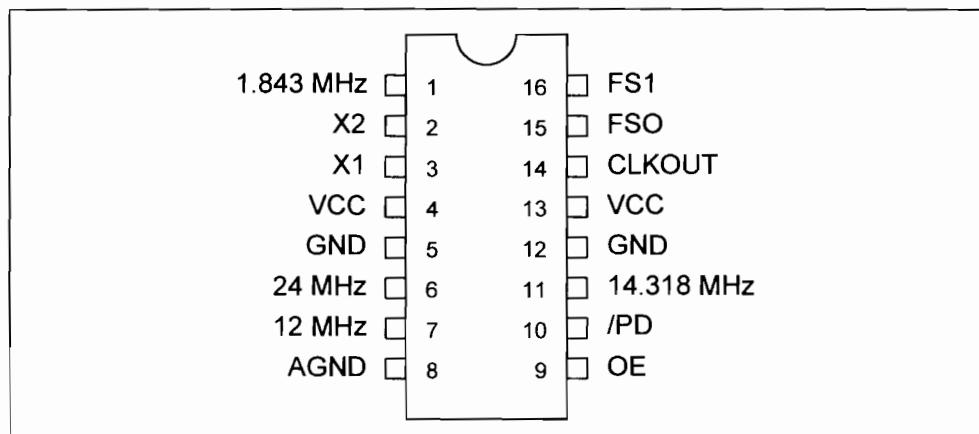 1.843 MHz 1 16 FS1
X2 2 15 FSO
X1 3 14 CLKOUT
VCC 4 13 VCC
GND 5 12 GND
24 MHz 6 11 14.318 MHz
12 MHz 7 10 /PD
AGND 8 9 OE